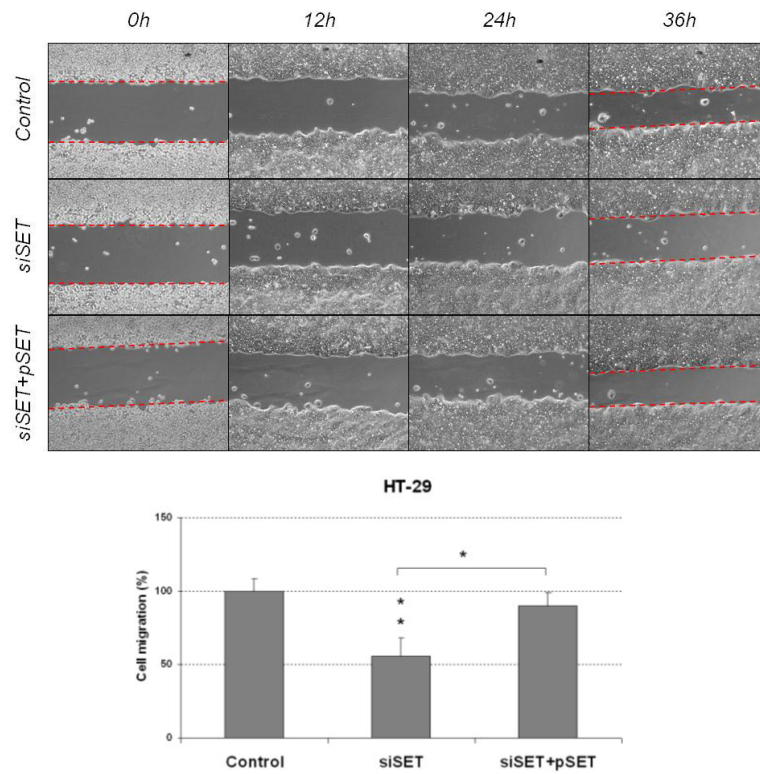 0h 12h 24h 36h
Control
siSET
siSET+pSET
HT-29
Cell migration (%)
150
100
50
0
*
*
*
Control siSET siSET+pSET